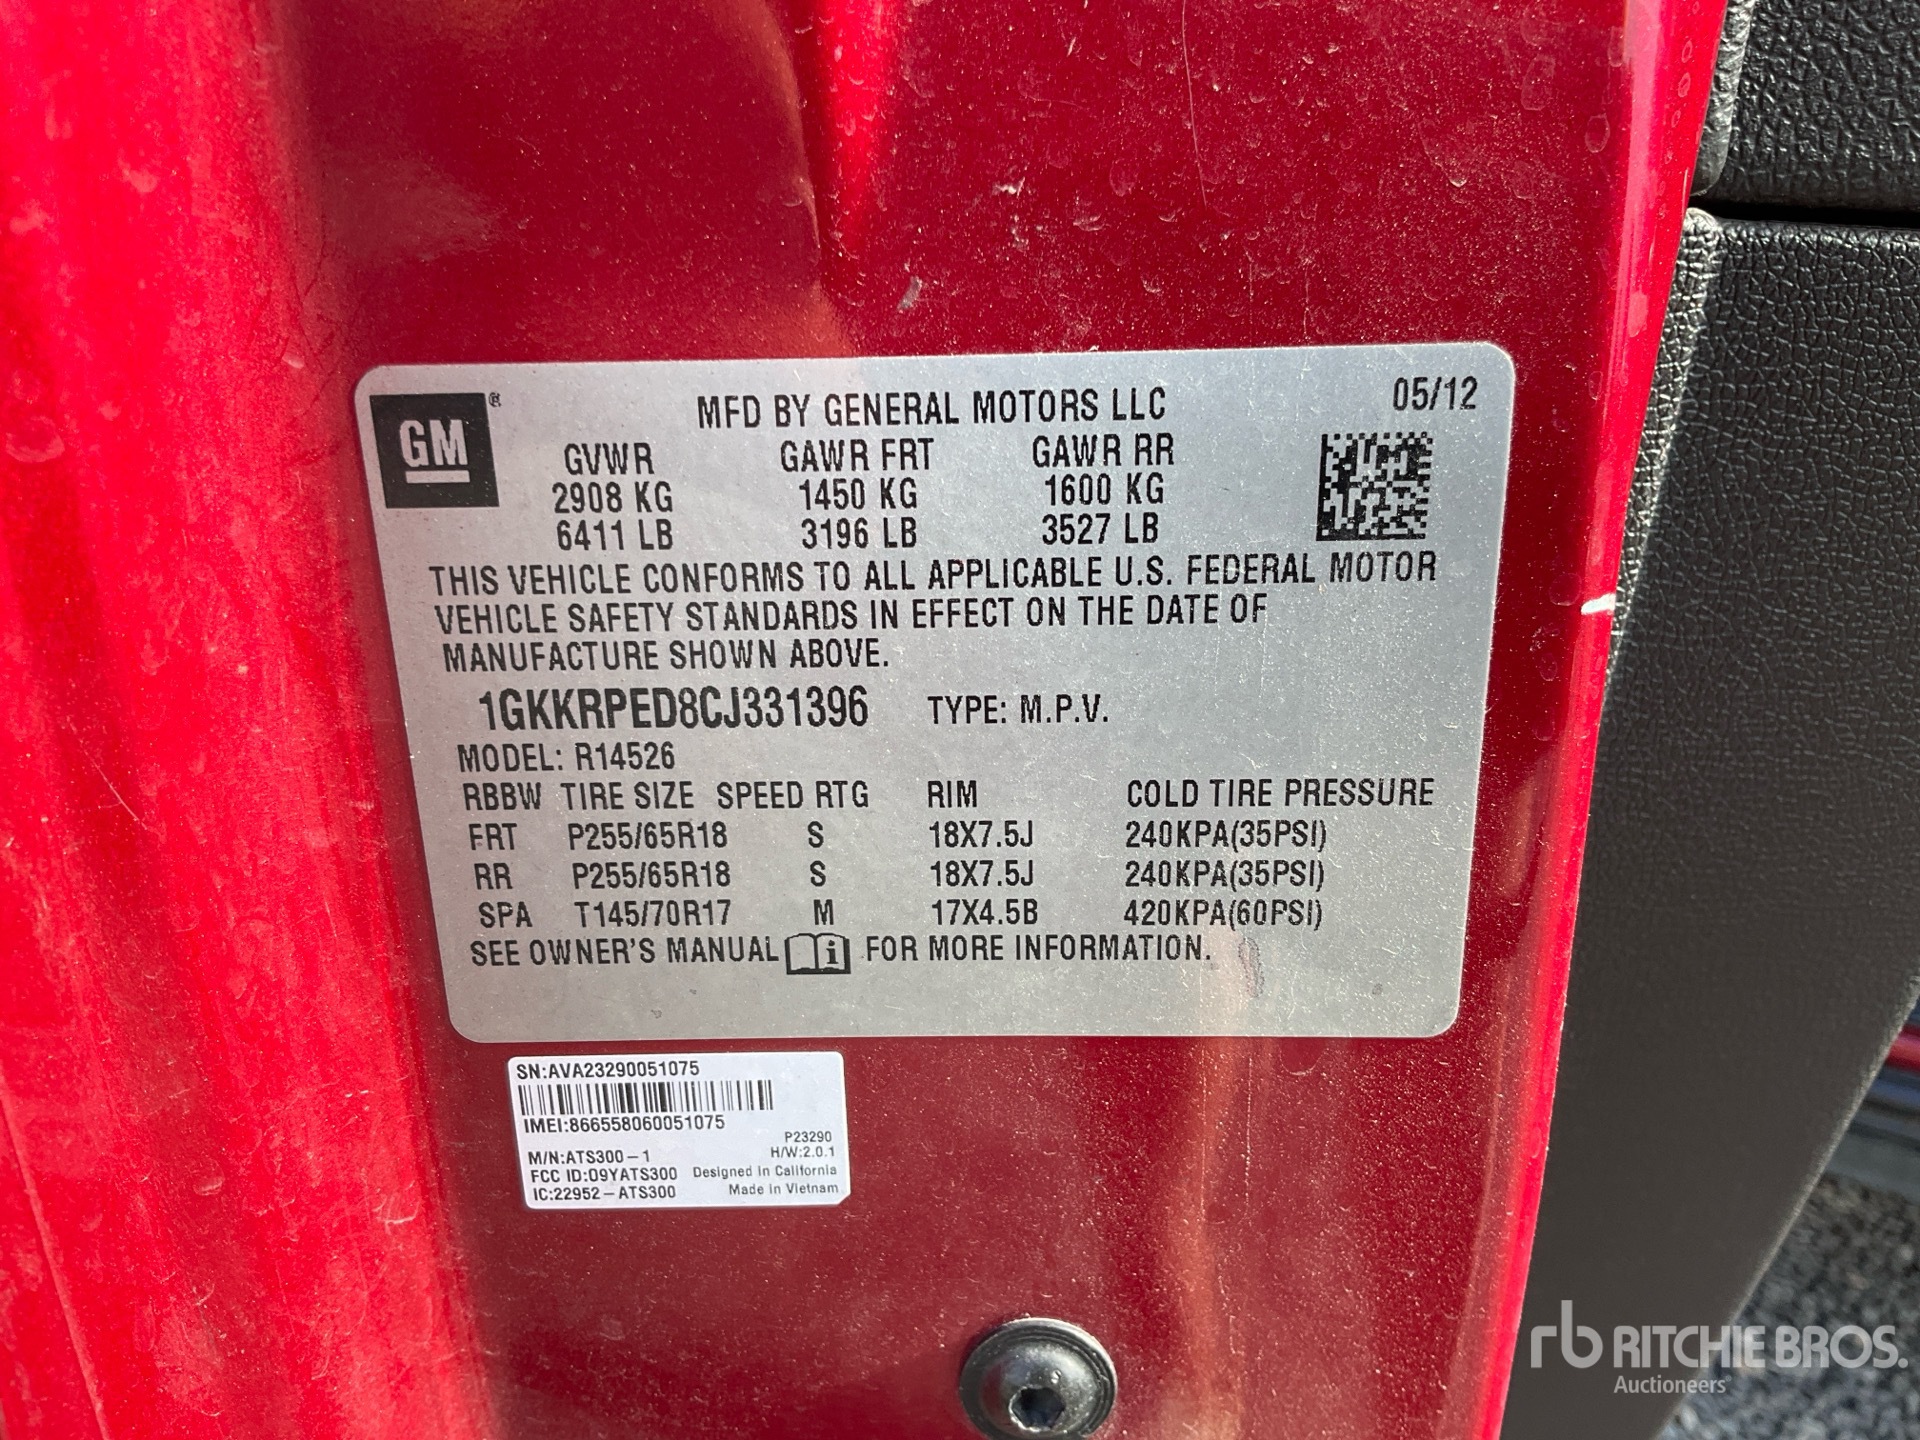 GM®
MFD BY GENERAL MOTORS LLC 05/12
GVWR GAWR FRT GAWR RR
2908 KG 1450 KG 1600 KG
6411 LB 3196 LB 3527 LB
THIS VEHICLE CONFORMS TO ALL APPLICABLE U.S. FEDERAL MOTOR
VEHICLE SAFETY STANDARDS IN EFFECT ON THE DATE OF
MANUFACTURE SHOWN ABOVE.
1GKKRPED8CJ331396 TYPE: M.P.V.
MODEL: R14526
RBBW TIRE SIZE SPEED RTG RIM COLD TIRE PRESSURE
FRT P255/65R18 S 18X7.5J 240KPA(35PSI)
RR P255/65R18 S 18X7.5J 240KPA(35PSI)
SPA T145/70R17 M 17X4.5B 420KPA(60PSI)
SEE OWNER'S MANUAL i FOR MORE INFORMATION.
SN:AVA23290051075
IMEI:866558060051075
P23290
M/N:ATS300-1 H/W:2.0.1
FCC ID:O9YATS300 Designed in California
IC:22952-ATS300 Made in Vietnam
rb RITCHIE BROS.
Auctioneers